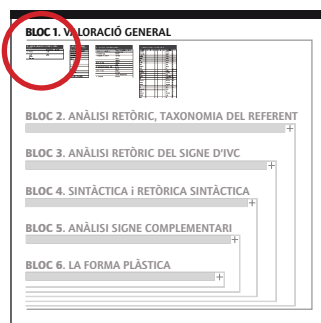 BLOC 1. VALORACIÓ GENERAL
BLOC 2. ANÀLISI RETÒRIC, TAXONOMIA DEL REFERENT
+
BLOC 3. ANÀLISI RETÒRIC DEL SIGNE D'IVC
+
BLOC 4. SINTÀCTICA i RETÒRICA SINTÀCTICA
+
BLOC 5. ANÀLISI SIGNE COMPLEMENTARI
+
BLOC 6. LA FORMA PLÀSTICA
+